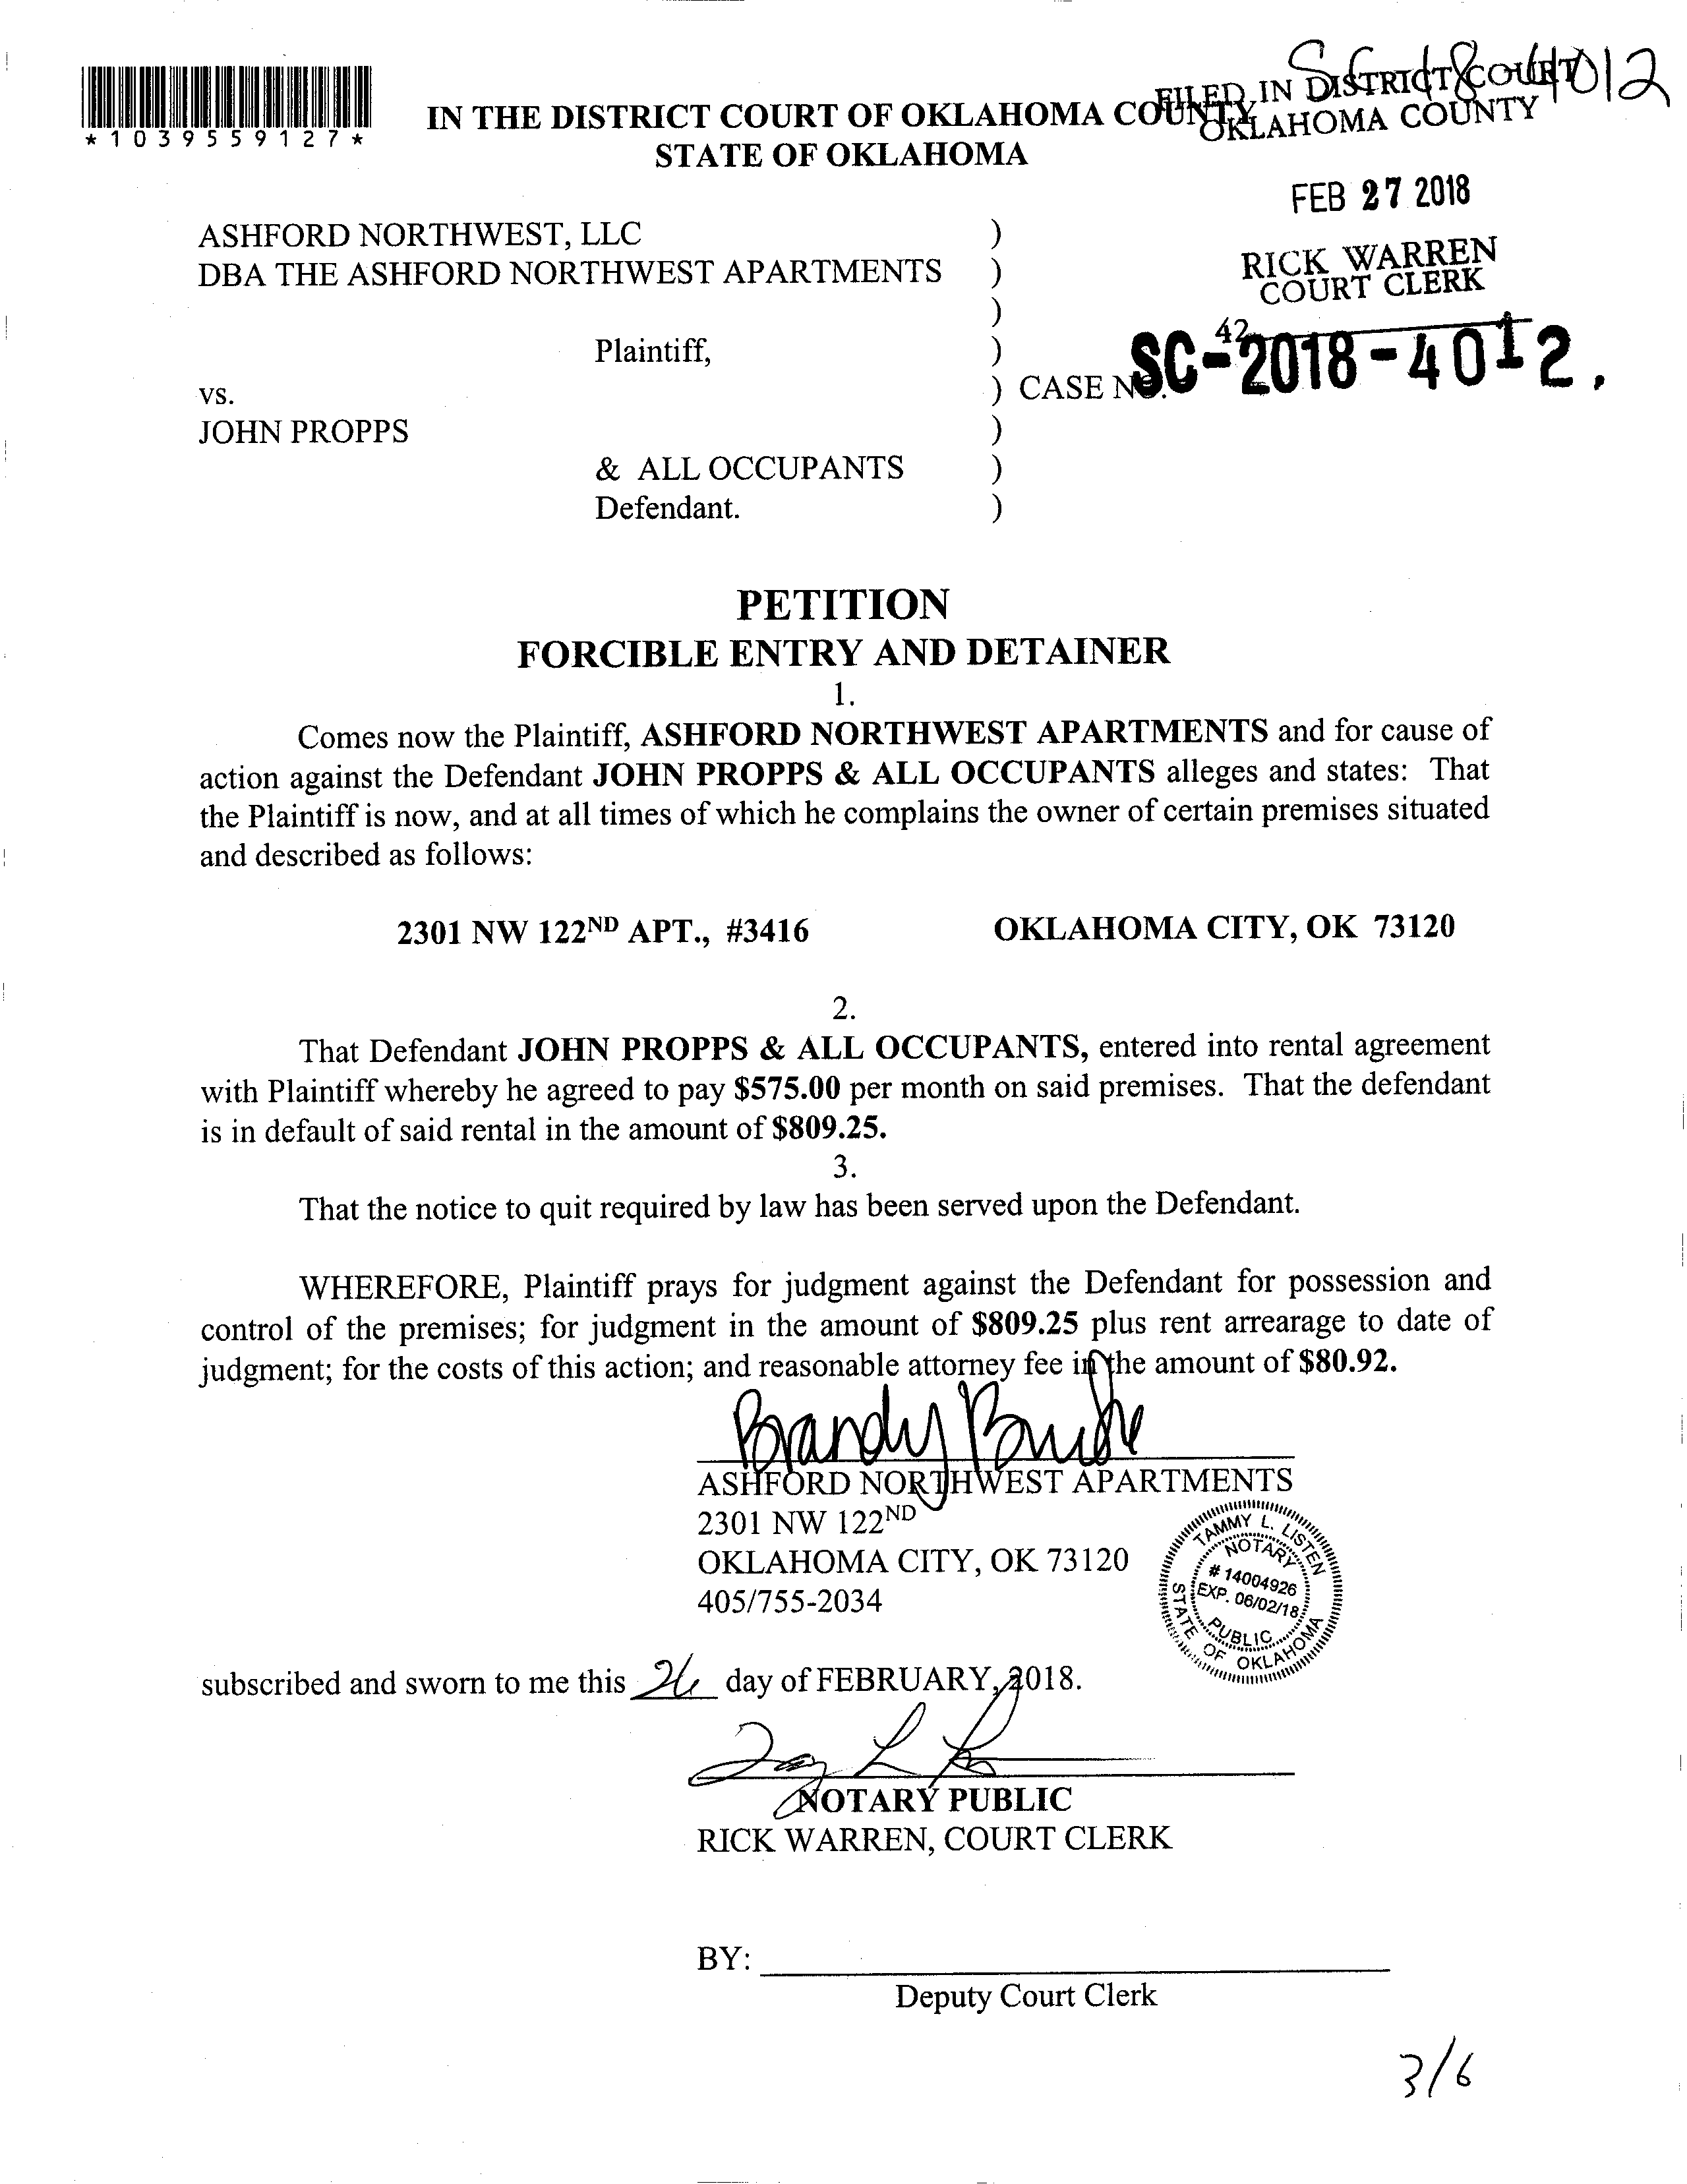 Sc 18 4012
*1039559127*
IN THE DISTRICT COURT OF OKLAHOMA COUNTY
STATE OF OKLAHOMA
FILED IN DISTRICT COURT
OKLAHOMA COUNTY
FEB 27 2018
RICK WARREN
COURT CLERK
42
ASHFORD NORTHWEST, LLC )
DBA THE ASHFORD NORTHWEST APARTMENTS )
)
Plaintiff, )
vs. ) CASE NO. SC-2018-4012.
JOHN PROPPS )
& ALL OCCUPANTS )
Defendant. )
PETITION
FORCIBLE ENTRY AND DETAINER
1.
Comes now the Plaintiff, ASHFORD NORTHWEST APARTMENTS and for cause of
action against the Defendant JOHN PROPPS & ALL OCCUPANTS alleges and states: That
the Plaintiff is now, and at all times of which he complains the owner of certain premises situated
and described as follows:
2301 NW 122ND APT., #3416 OKLAHOMA CITY, OK 73120
2.
That Defendant JOHN PROPPS & ALL OCCUPANTS, entered into rental agreement
with Plaintiff whereby he agreed to pay $575.00 per month on said premises. That the defendant
is in default of said rental in the amount of $809.25.
3.
That the notice to quit required by law has been served upon the Defendant.
WHEREFORE, Plaintiff prays for judgment against the Defendant for possession and
control of the premises; for judgment in the amount of $809.25 plus rent arrearage to date of
judgment; for the costs of this action; and reasonable attorney fee in the amount of $80.92.
Brandy
ASHFORD NORTHWEST APARTMENTS
2301 NW 122ND
OKLAHOMA CITY, OK 73120
405/755-2034
TAMMY L. LISTEN
NOTARY
# 14004926
EXP. 06/02/18
PUBLIC
STATE OF OKLAHOMA
subscribed and sworn to me this 26 day of FEBRUARY, 2018.
NOTARY PUBLIC
RICK WARREN, COURT CLERK
BY:
Deputy Court Clerk
3/6